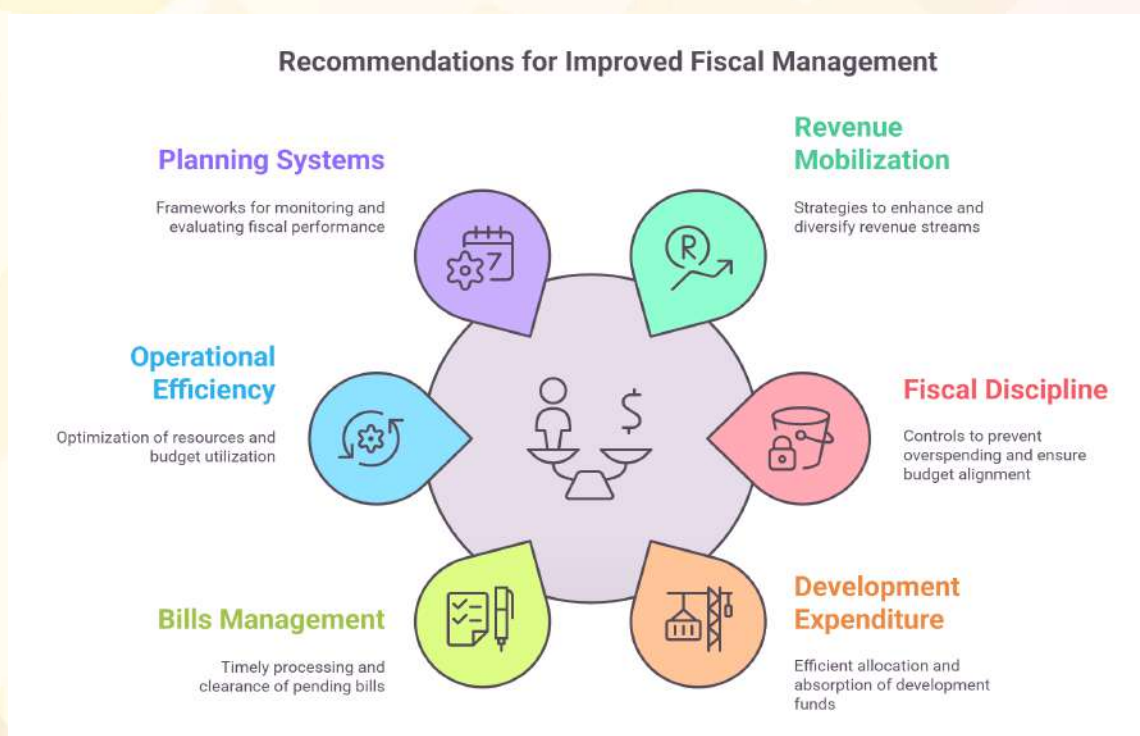 Recommendations for Improved Fiscal Management
Planning Systems
Frameworks for monitoring and
evaluating fiscal performance
7
Revenue
Mobilization
Strategies to enhance and
diversify revenue streams
R
Operational
Efficiency
Optimization of resources and
budget utilization
$
Fiscal Discipline
Controls to prevent
overspending and ensure
budget alignment
Bills Management
Timely processing and
clearance of pending bills
Development
Expenditure
Efficient allocation and
absorption of development
funds